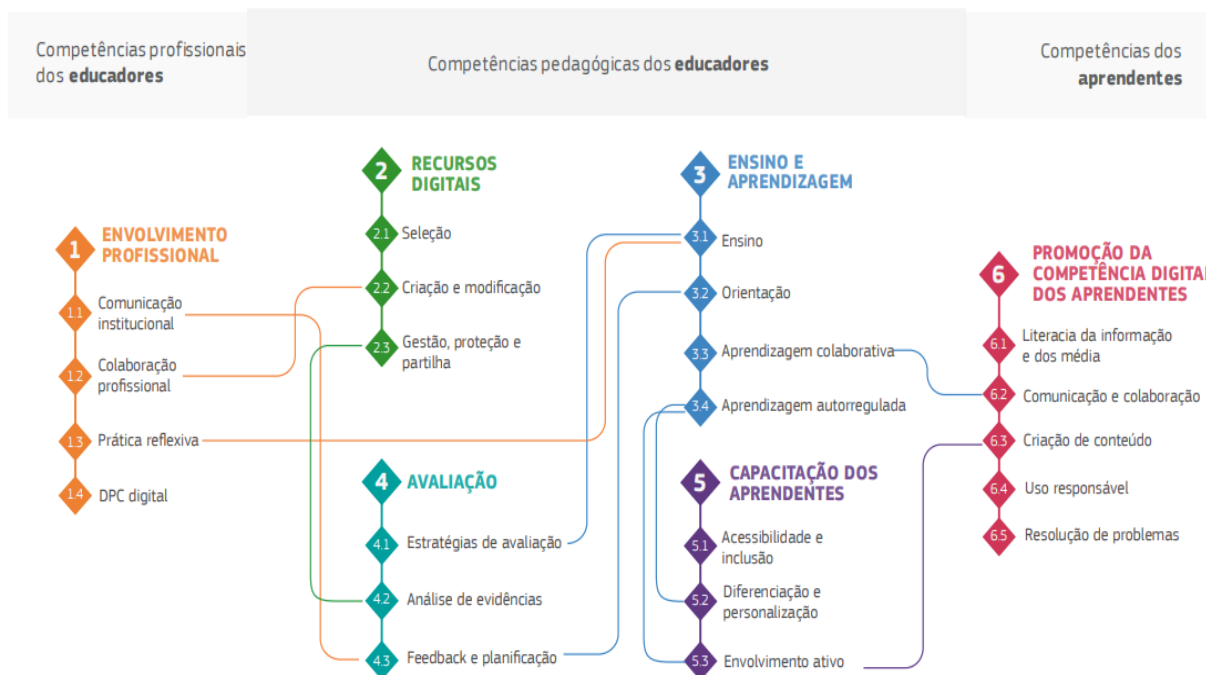 Competências profissionais
dos educadores
Competências pedagógicas dos educadores
Competências dos
aprendentes
1
ENVOLVIMENTO
PROFISSIONAL
1.1
Comunicação
institucional
1.2
Colaboração
profissional
1.3
Prática reflexiva
1.4
DPC digital
2
RECURSOS
DIGITAIS
2.1
Seleção
2.2
Criação e modificação
2.3
Gestão, proteção e
partilha
3
ENSINO E
APRENDIZAGEM
3.1
Ensino
3.2
Orientação
3.3
Aprendizagem colaborativa
3.4
Aprendizagem autorregulada
4
AVALIAÇÃO
4.1
Estratégias de avaliação
4.2
Análise de evidências
4.3
Feedback e planificação
5
CAPACITAÇÃO DOS
APRENDENTES
5.1
Acessibilidade e
inclusão
5.2
Diferenciação e
personalização
5.3
Envolvimento ativo
6
PROMOÇÃO DA
COMPETÊNCIA DIGITAL
DOS APRENDENTES
6.1
Literacia da informação
e dos média
6.2
Comunicação e colaboração
6.3
Criação de conteúdo
6.4
Uso responsável
6.5
Resolução de problemas